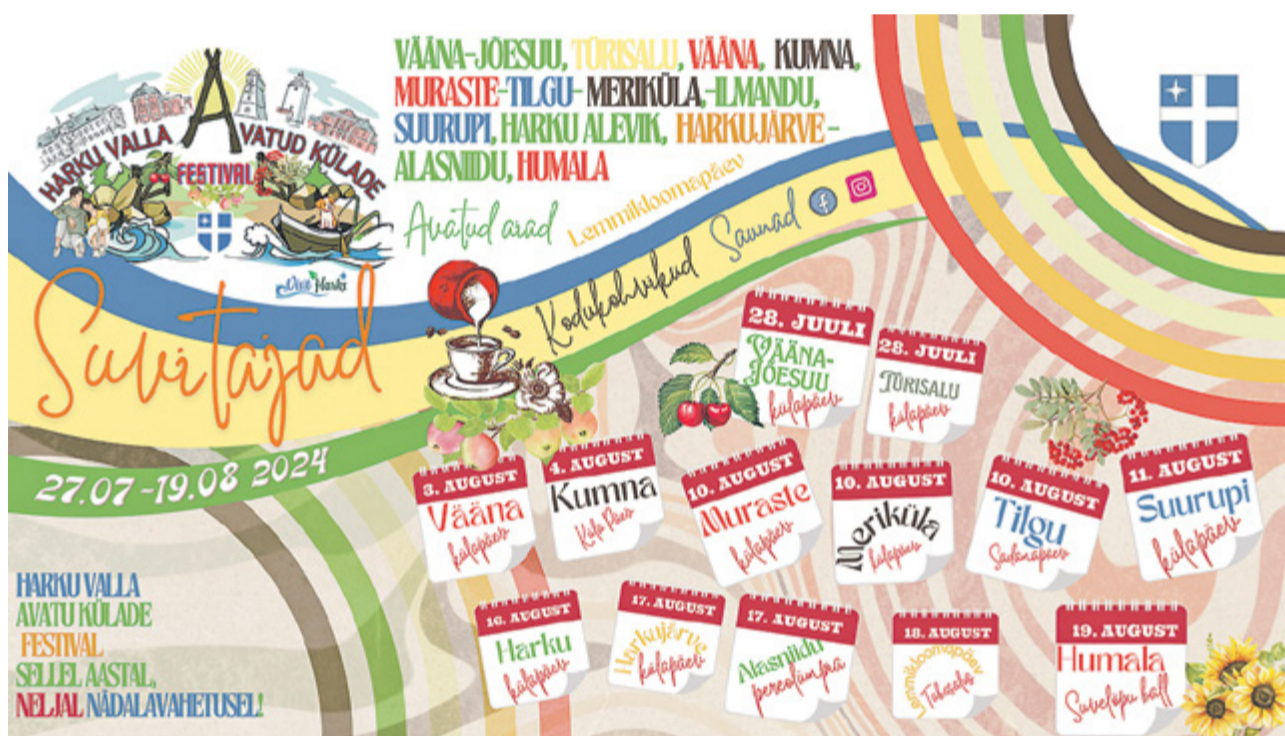 HARKU VALLA AVATUD KÜLADE
FESTIVAL
VÄÄNA-JÕESUU, TÜRISALU, VÄÄNA, KUMNA,
MURASTE-TILGU-MERIKÜLA,-ILMANDU,
SUURUPI, HARKU ALEVIK, HARKUJÄRVE-
ALASNIIDU, HUMALA
Avatud aiad
Lemmikloomapäev
Kodukohvikud
Saunad
Suvitajad
27.07 -19.08 2024
28. JUULI
VÄÄNA-
JÕESUU
külapäev
28. JUULI
TÜRISALU
külapäev
3. AUGUST
Vääna
külapäev
4. AUGUST
Kumna
Küla Päev
10. AUGUST
Muraste
külapäev
10. AUGUST
Meriküla
külapäev
10. AUGUST
Tilgu
Sadamapäev
11. AUGUST
Suurupi
külapäev
16. AUGUST
Harku
külapäev
17. AUGUST
Harkujärve
külapäev
17. AUGUST
Alasniidu
pereolümpia
18. AUGUST
Lemmikloomapäev
Tabasalu
19. AUGUST
Humala
Suvelõpu ball
HARKU VALLA
AVATU KÜLADE
FESTIVAL
SELLEL AASTAL,
NELJAL NÄDALAVAHETUSEL!